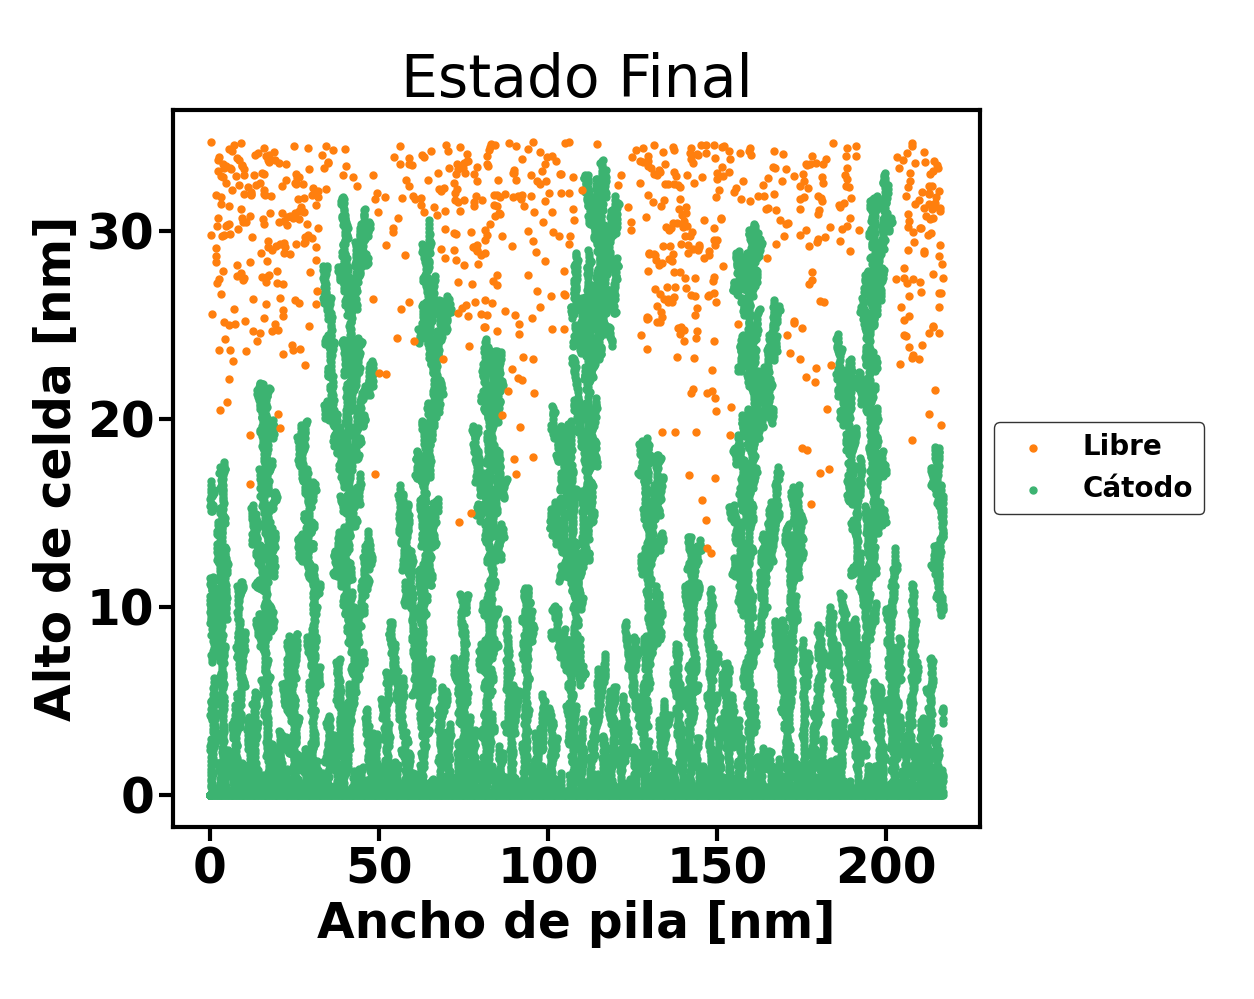 Estado Final
Alto de celda [nm]
30
20
10
0
0 50 100 150 200
Ancho de pila [nm]
Libre
Cátodo